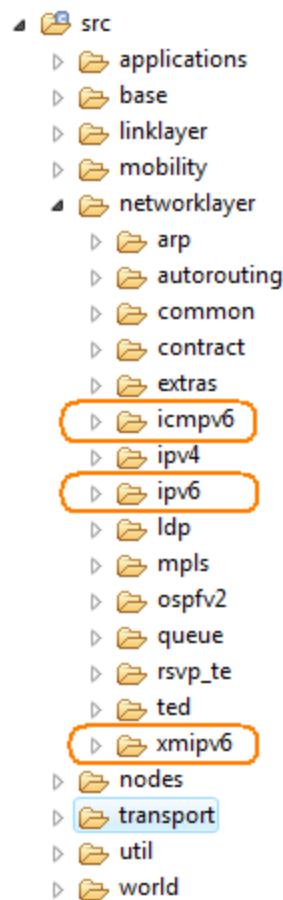 src
applications
base
linklayer
mobility
networklayer
arp
autorouting
common
contract
extras
icmpv6
ipv4
ipv6
ldp
mpls
ospfv2
queue
rsvp_te
ted
xmipv6
nodes
transport
util
world